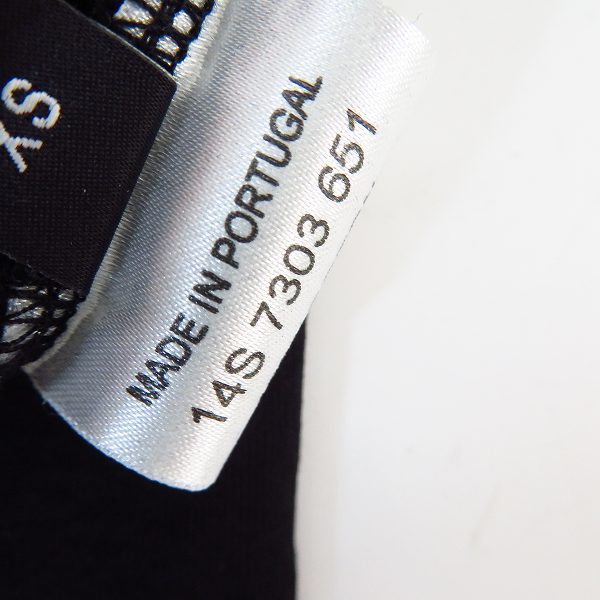 XS
MADE IN PORTUGAL
14S 7303 651